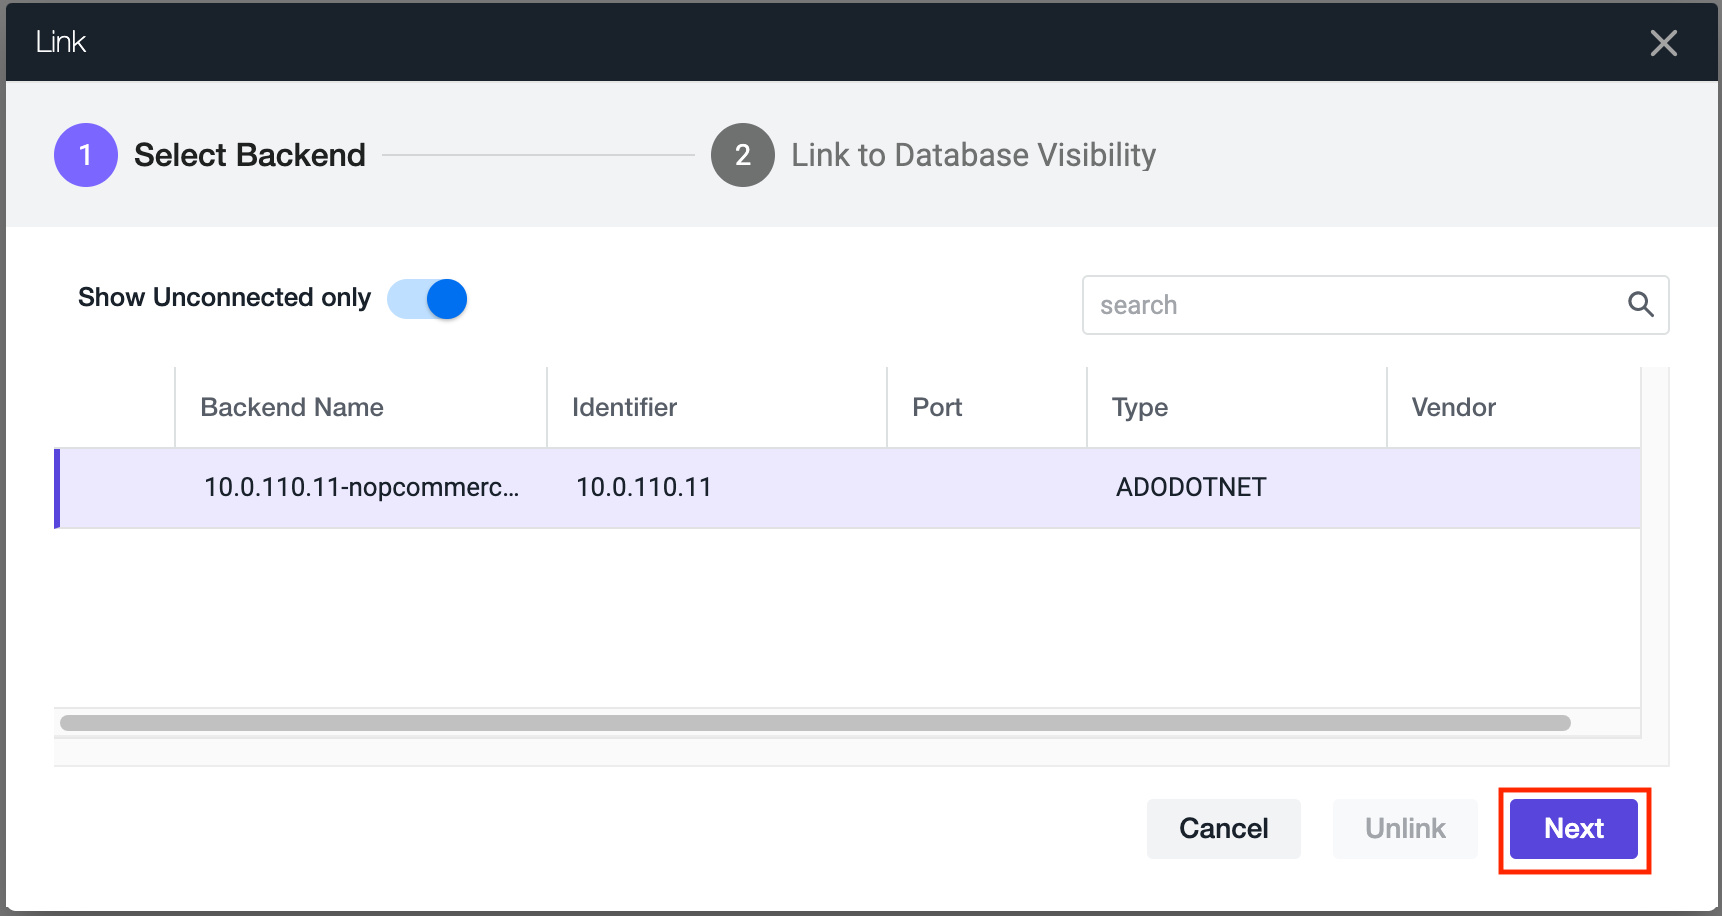 Link
1 Select Backend 2 Link to Database Visibility
Show Unconnected only search
Backend Name Identifier Port Type Vendor
10.0.110.11-nopcommerc... 10.0.110.11 ADODOTNET
Cancel Unlink Next